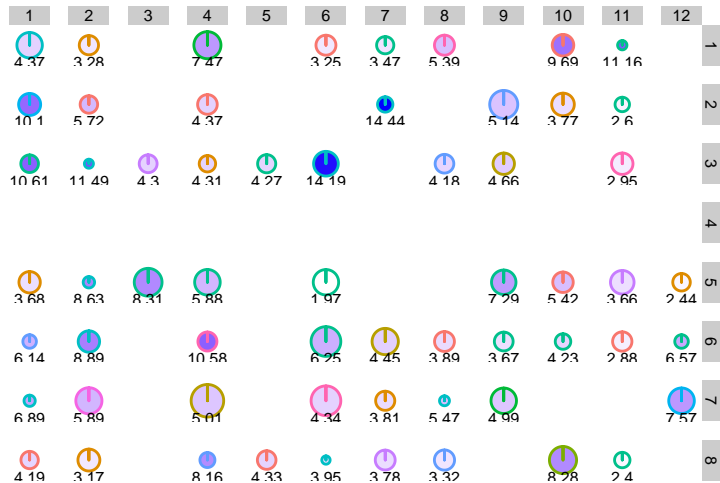 1 2 3 4 5 6 7 8 9 10 11 12
1
4.37 3.28 7.47 3.25 3.47 5.39 9.69 11.16
2
10.1 5.72 4.37 14.44 5.14 3.77 2.6
3
10.61 11.49 4.3 4.31 4.27 14.19 4.18 4.66 2.95
4
5
3.68 8.63 8.31 5.88 1.97 7.29 5.42 3.66 2.44
6
6.14 8.89 10.58 6.25 4.45 3.89 3.67 4.23 2.88 6.57
7
6.89 5.89 5.01 4.34 3.81 5.47 4.99 7.57
8
4.19 3.17 8.16 4.33 3.95 3.78 3.32 8.28 2.4